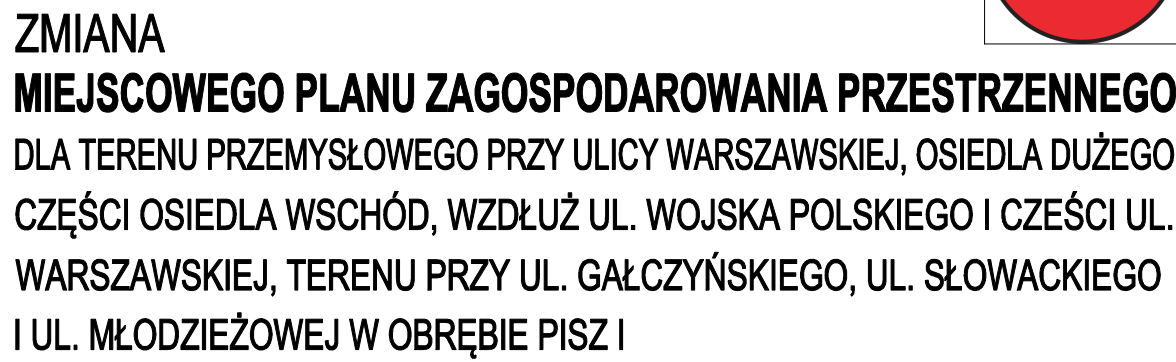 ZMIANA
MIEJSCOWEGO PLANU ZAGOSPODAROWANIA PRZESTRZENNEGO
DLA TERENU PRZEMYSŁOWEGO PRZY ULICY WARSZAWSKIEJ, OSIEDLA DUŻEGO
CZĘŚCI OSIEDLA WSCHÓD, WZDŁUŻ UL. WOJSKA POLSKIEGO I CZEŚCI UL.
WARSZAWSKIEJ, TERENU PRZY UL. GAŁCZYŃSKIEGO, UL. SŁOWACKIEGO
I UL. MŁODZIEŻOWEJ W OBRĘBIE PISZ I